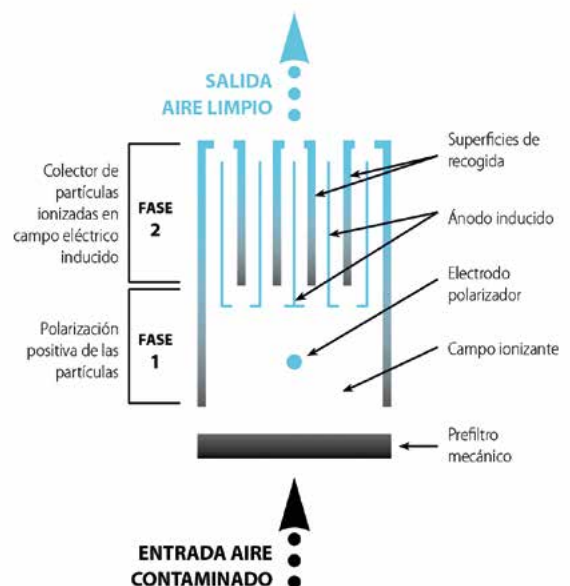 SALIDA
AIRE LIMPIO
Colector de
partículas
ionizadas en
campo eléctrico
inducido
FASE
2
Superficies de
recogida
Ánodo inducido
Electrodo
polarizador
Polarización
positiva de las
partículas
FASE
1
Campo ionizante
Prefiltro
mecánico
ENTRADA AIRE
CONTAMINADO